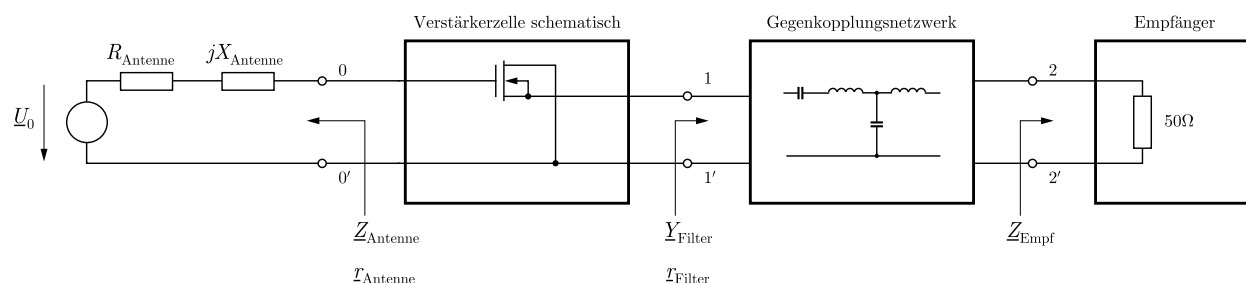 Verstärkerzelle schematisch
Gegenkopplungsnetzwerk
Empfänger
R_Antenne
jX_Antenne
0
1
2
U_0
50Ω
0′
1′
2′
Z_Antenne
Y_Filter
Z_Empf
r_Antenne
r_Filter